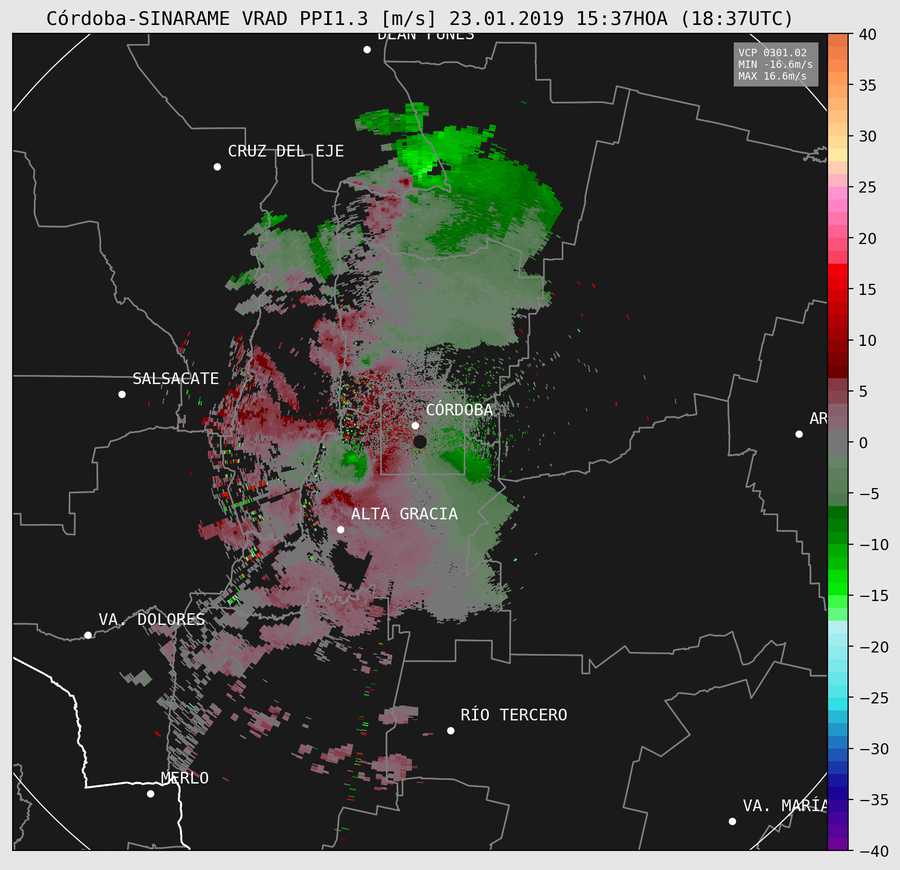 Córdoba-SINARAME VRAD PPI1.3 [m/s] 23.01.2019 15:37HOA (18:37UTC)
DEAN FUNES
VCP 0301.02
MIN -16.6m/s
MAX 16.6m/s
CRUZ DEL EJE
SALSACATE
CÓRDOBA
AR
ALTA GRACIA
VA. DOLORES
RÍO TERCERO
MERLO
VA. MARÍA
40
35
30
25
20
15
10
5
0
−5
−10
−15
−20
−25
−30
−35
−40